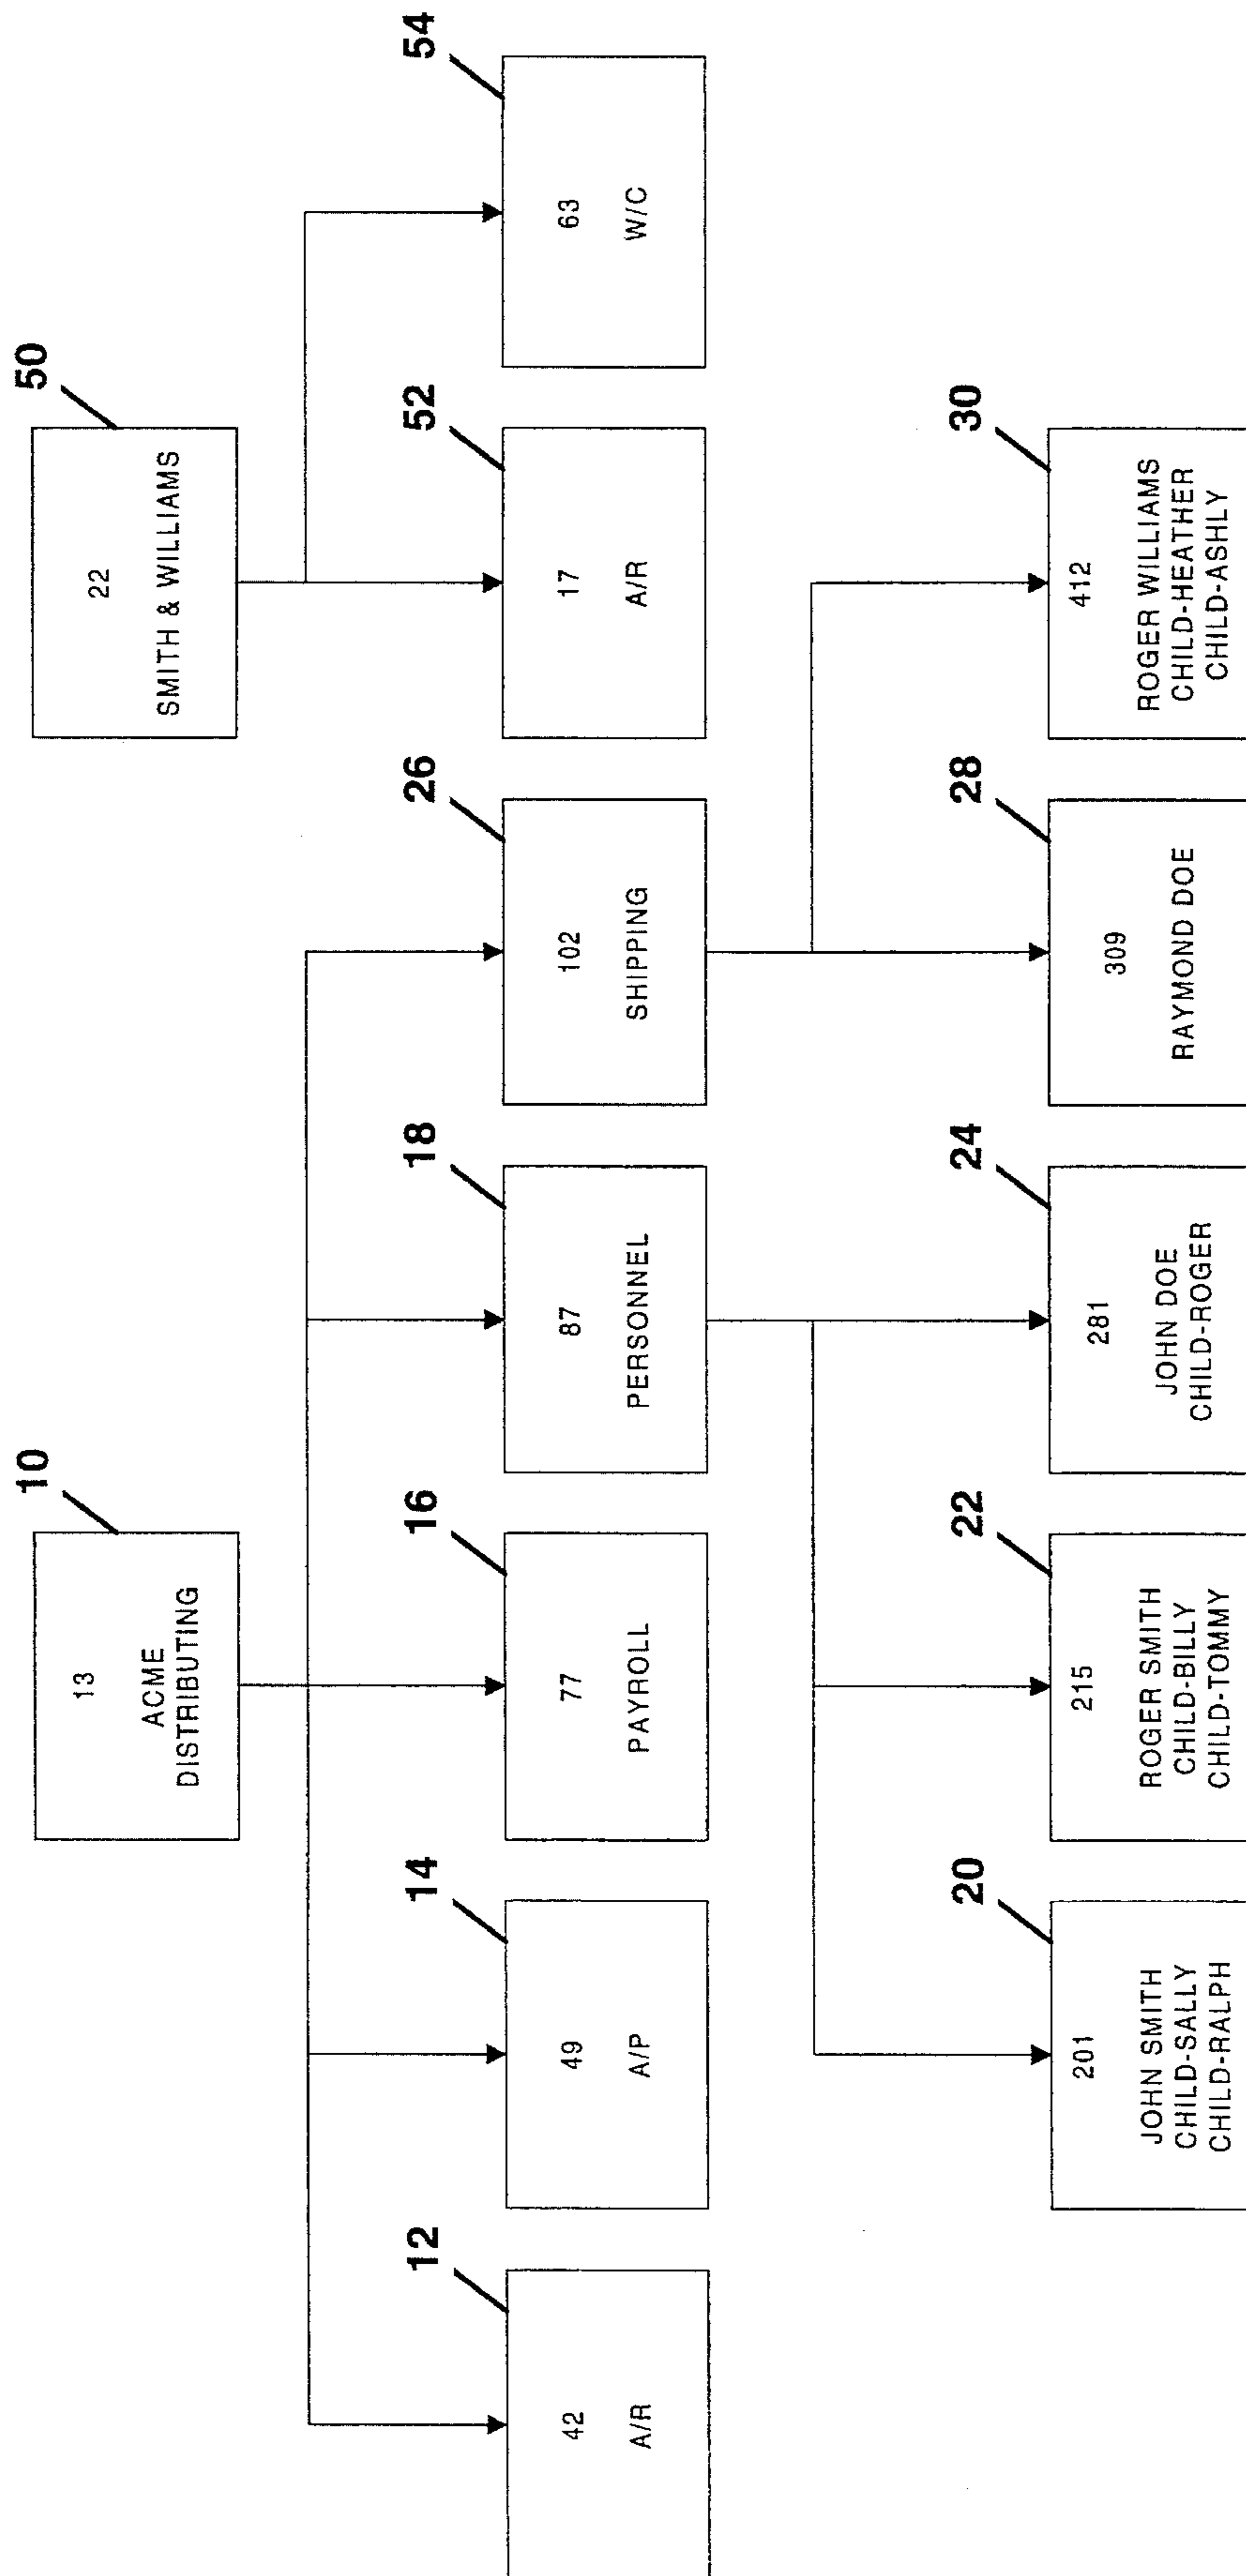 10
13
ACME
DISTRIBUTING
50
22
SMITH & WILLIAMS
12
42
A/R
14
49
A/P
16
77
PAYROLL
18
87
PERSONNEL
26
102
SHIPPING
52
17
A/R
54
63
W/C
20
201
JOHN SMITH
CHILD-SALLY
CHILD-RALPH
22
215
ROGER SMITH
CHILD-BILLY
CHILD-TOMMY
24
281
JOHN DOE
CHILD-ROGER
28
309
RAYMOND DOE
30
412
ROGER WILLIAMS
CHILD-HEATHER
CHILD-ASHLY